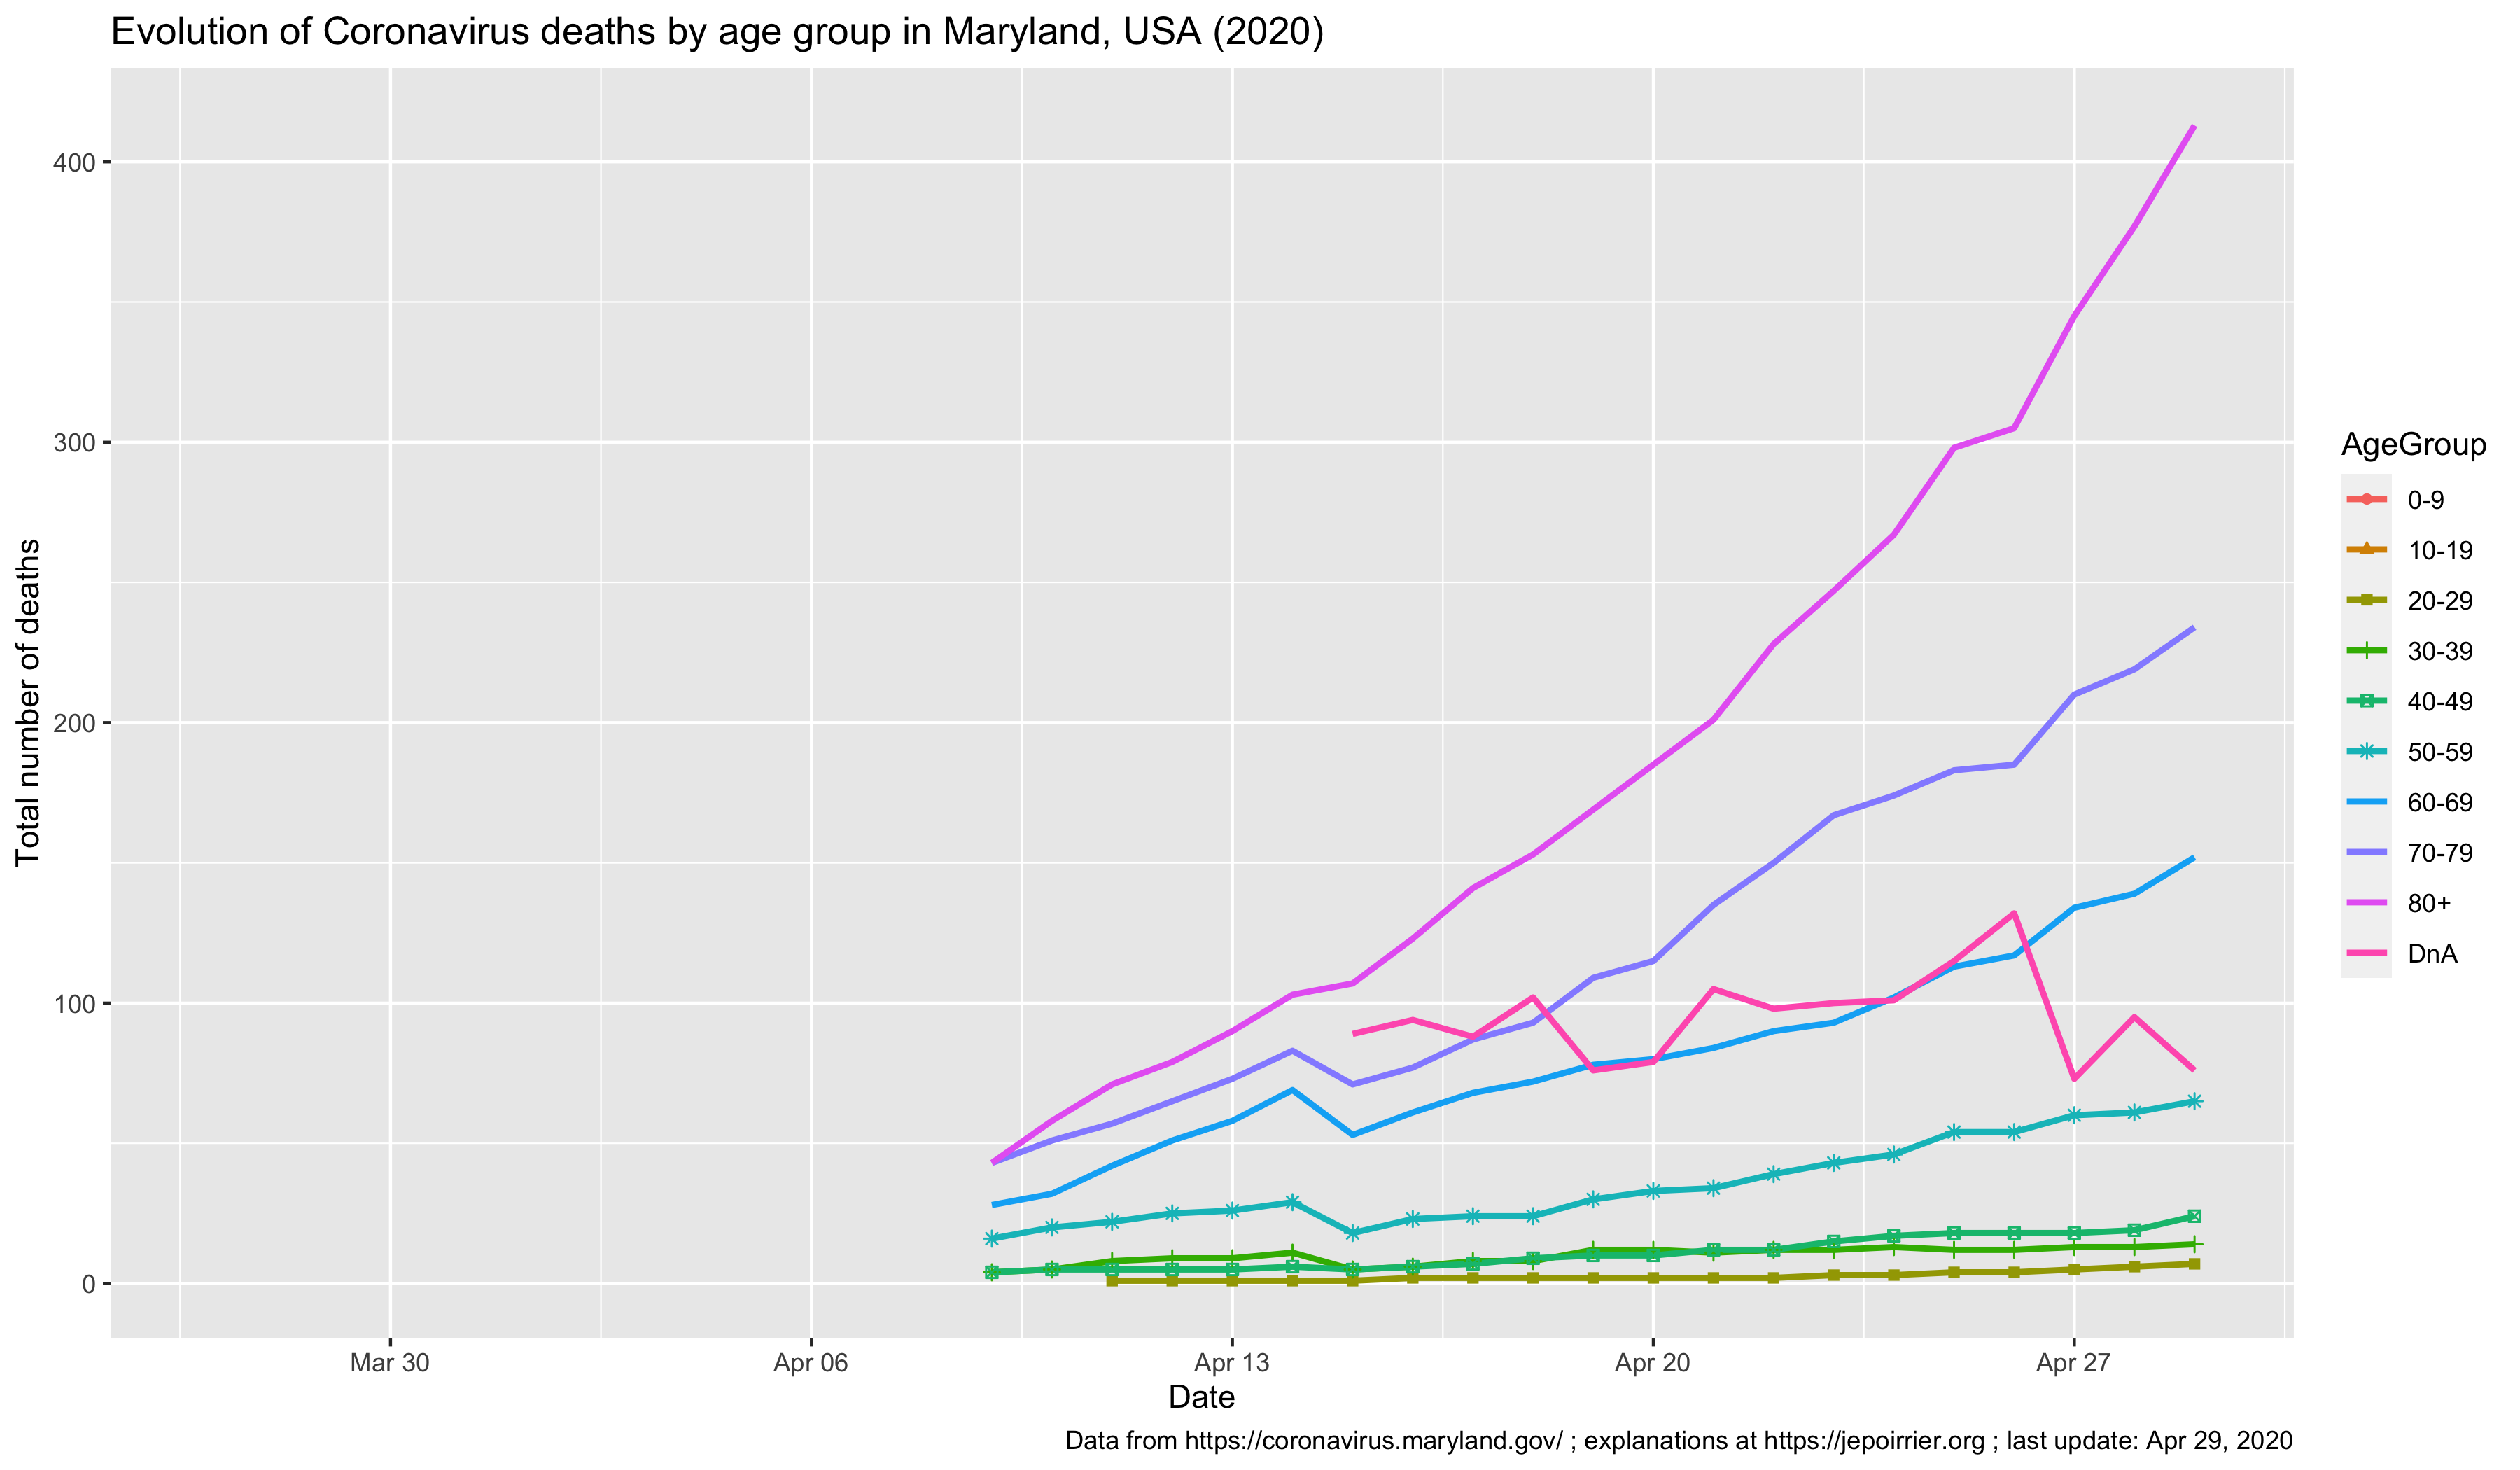 Evolution of Coronavirus deaths by age group in Maryland, USA (2020)
Total number of deaths
400
300
200
100
0
Mar 30
Apr 06
Apr 13
Apr 20
Apr 27
Date
AgeGroup
0-9
10-19
20-29
30-39
40-49
50-59
60-69
70-79
80+
DnA
Data from https://coronavirus.maryland.gov/ ; explanations at https://jepoirrier.org ; last update: Apr 29, 2020